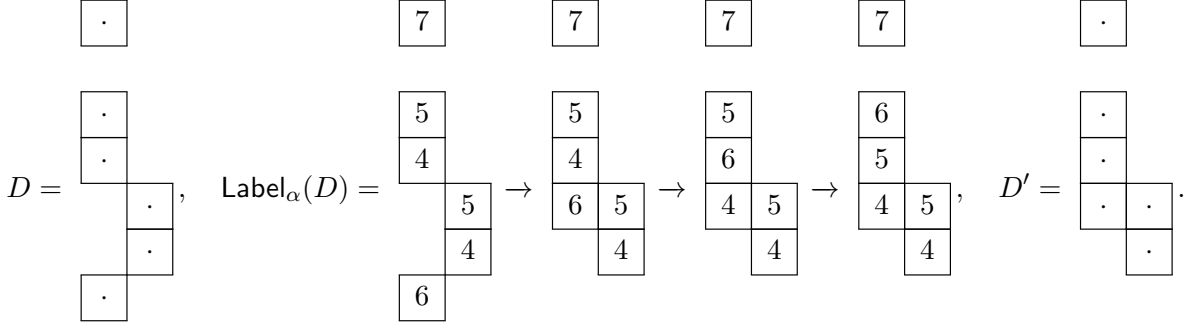 · 7 7 7 7 ·
· 5 5 5 6 ·
· 4 4 6 5 ·
D = · , Label_α(D) = 5 → 6 5 → 4 5 → 4 5 , D′ = · · .
· 4 4 4 4 ·
· 6